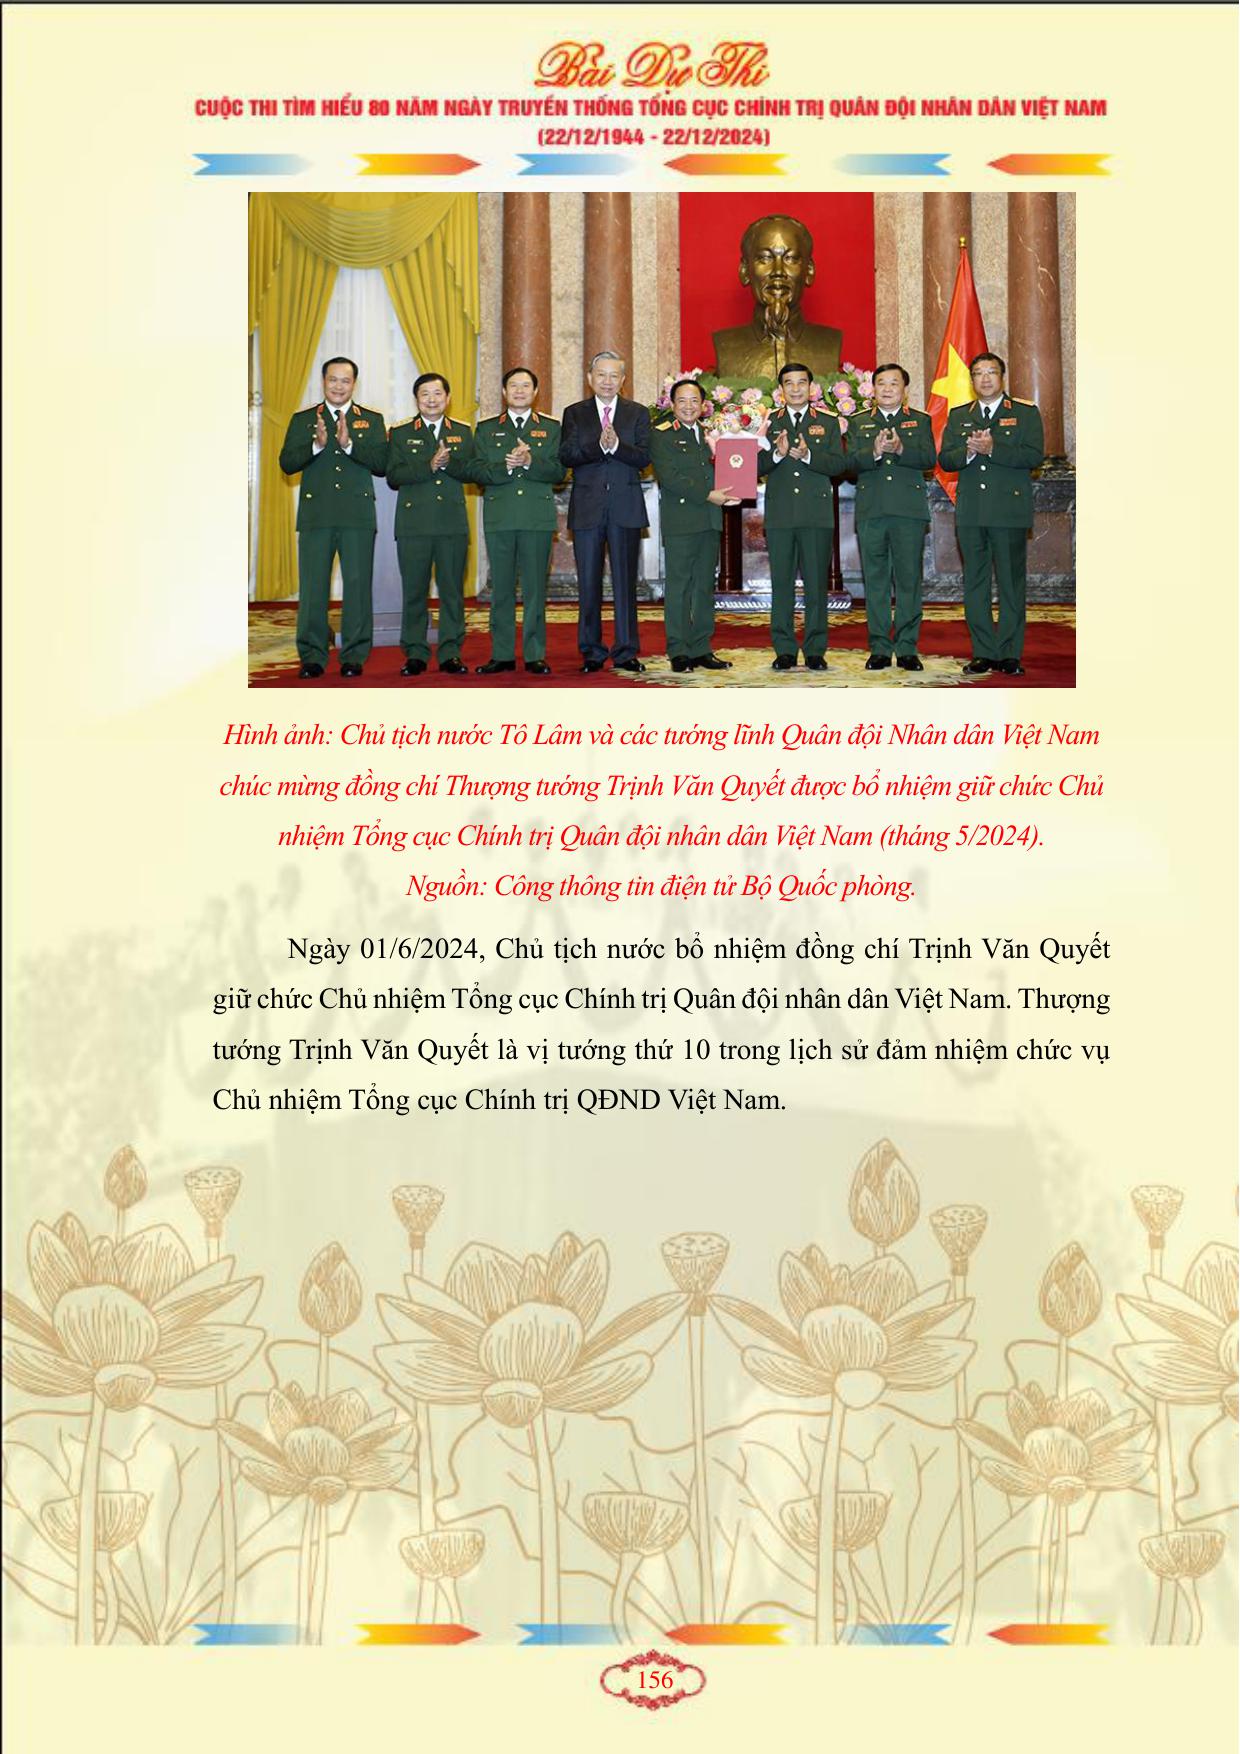 Bài Dự Thi
CUỘC THI TÌM HIỂU 80 NĂM NGÀY TRUYỀN THỐNG TỔNG CỤC CHÍNH TRỊ QUÂN ĐỘI NHÂN DÂN VIỆT NAM
(22/12/1944 - 22/12/2024)
Hình ảnh: Chủ tịch nước Tô Lâm và các tướng lĩnh Quân đội Nhân dân Việt Nam
chúc mừng đồng chí Thượng tướng Trịnh Văn Quyết được bổ nhiệm giữ chức Chủ
nhiệm Tổng cục Chính trị Quân đội nhân dân Việt Nam (tháng 5/2024).
Nguồn: Công thông tin điện tử Bộ Quốc phòng.
Ngày 01/6/2024, Chủ tịch nước bổ nhiệm đồng chí Trịnh Văn Quyết
giữ chức Chủ nhiệm Tổng cục Chính trị Quân đội nhân dân Việt Nam. Thượng
tướng Trịnh Văn Quyết là vị tướng thứ 10 trong lịch sử đảm nhiệm chức vụ
Chủ nhiệm Tổng cục Chính trị QĐND Việt Nam.
156